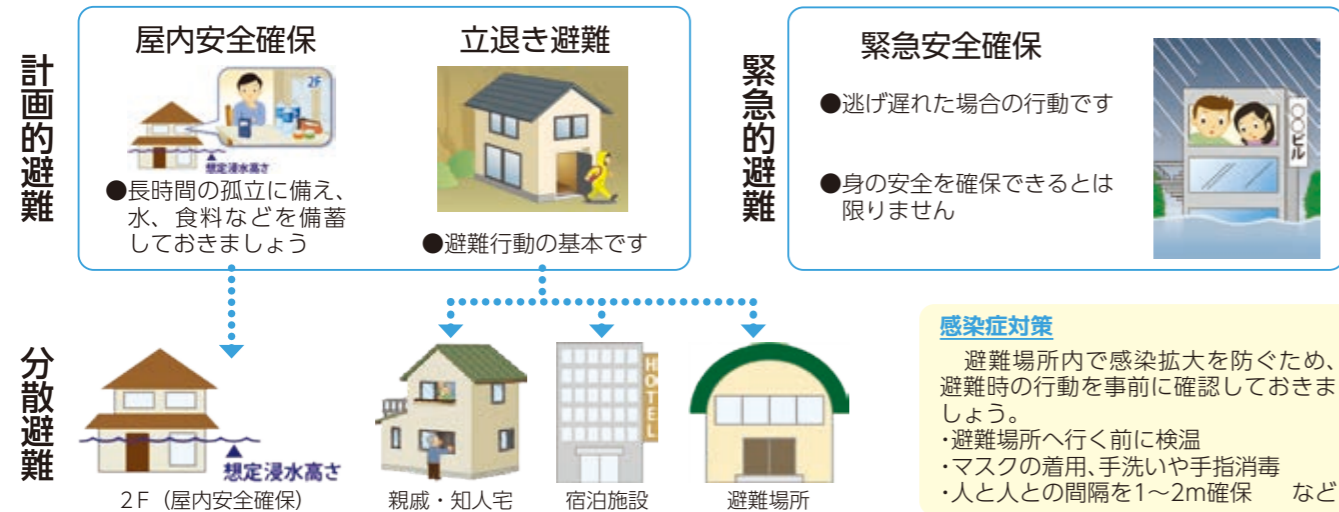 計画的避難
屋内安全確保
2F
想定浸水高さ
●長時間の孤立に備え、
水、食料などを備蓄
しておきましょう
立退き避難
●避難行動の基本です
緊急的避難
緊急安全確保
●逃げ遅れた場合の行動です
●身の安全を確保できるとは
限りません
〇〇ビル
分散避難
想定浸水高さ
2F（屋内安全確保）
親戚・知人宅
HOTEL
宿泊施設
避難場所
感染症対策
避難場所内で感染拡大を防ぐため、
避難時の行動を事前に確認しておきま
しょう。
・避難場所へ行く前に検温
・マスクの着用、手洗いや手指消毒
・人と人との間隔を1～2m確保　など